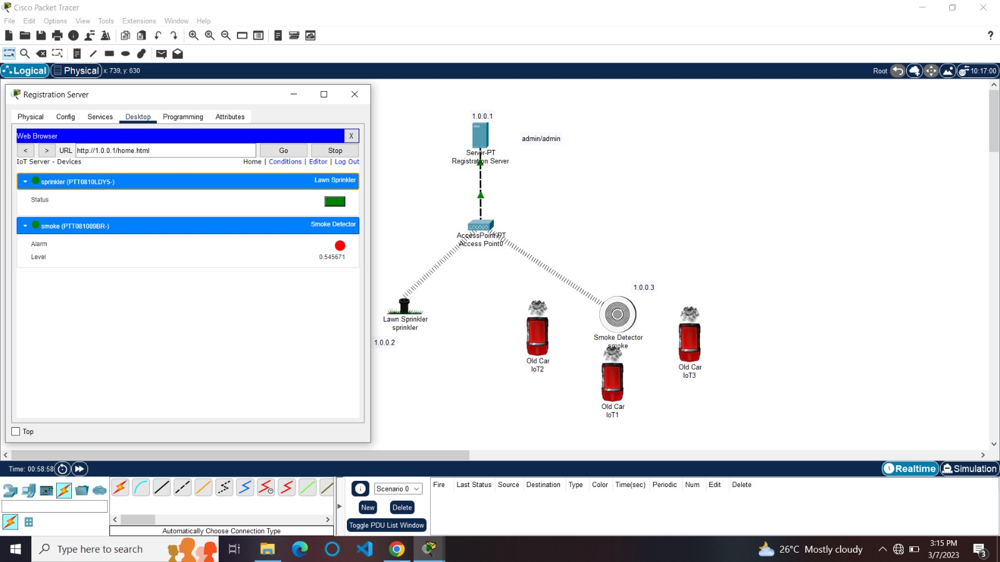 Cisco Packet Tracer
File Edit Options View Tools Extensions Window Help
Logical Physical x: 739, y: 630 Root 10:17:00
Registration Server
Physical Config Services Desktop Programming Attributes
Web Browser X
< > URL http://1.0.0.1/home.html Go Stop
IoT Server - Devices Home | Conditions | Editor | Log Out
sprinkler (PTT0810LDY5-) Lawn Sprinkler
Status
smoke (PTT081089BR-) Smoke Detector
Alarm
Level 0.545671
Top
1.0.0.1
admin/admin
Server-PT
Registration Server
AccessPoint-PT
Access Point0
1.0.0.3
Lawn Sprinkler
sprinkler
1.0.0.2
Smoke Detector
smoke
Old Car
IoT2
Old Car
IoT3
Old Car
IoT1
Time: 00:58:58 Realtime Simulation
Scenario 0
New Delete
Toggle PDU List Window
Fire Last Status Source Destination Type Color Time(sec) Periodic Num Edit Delete
Automatically Choose Connection Type
Type here to search
26°C Mostly cloudy
3:15 PM
3/7/2023
3